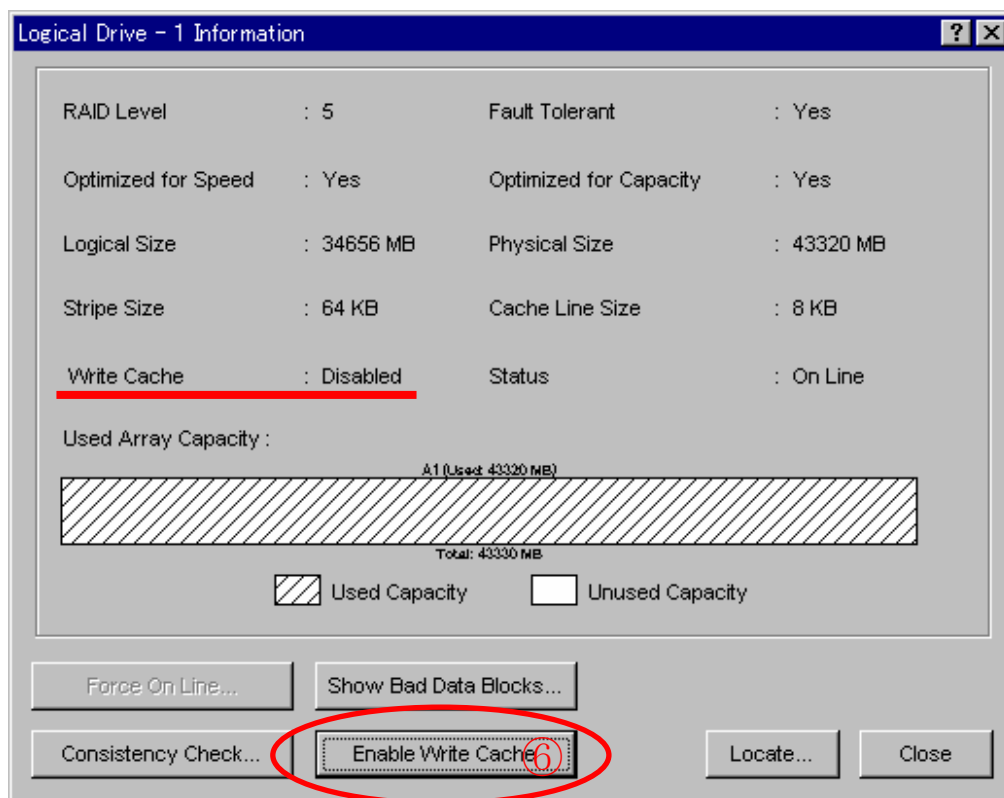 Logical Drive - 1 Information
RAID Level : 5 Fault Tolerant : Yes
Optimized for Speed : Yes Optimized for Capacity : Yes
Logical Size : 34656 MB Physical Size : 43320 MB
Stripe Size : 64 KB Cache Line Size : 8 KB
Write Cache : Disabled Status : On Line
Used Array Capacity :
A1 (Used: 43320 MB)
Total: 43330 MB
Used Capacity Unused Capacity
Force On Line... Show Bad Data Blocks...
Consistency Check... Enable Write Cache ⑥ Locate... Close